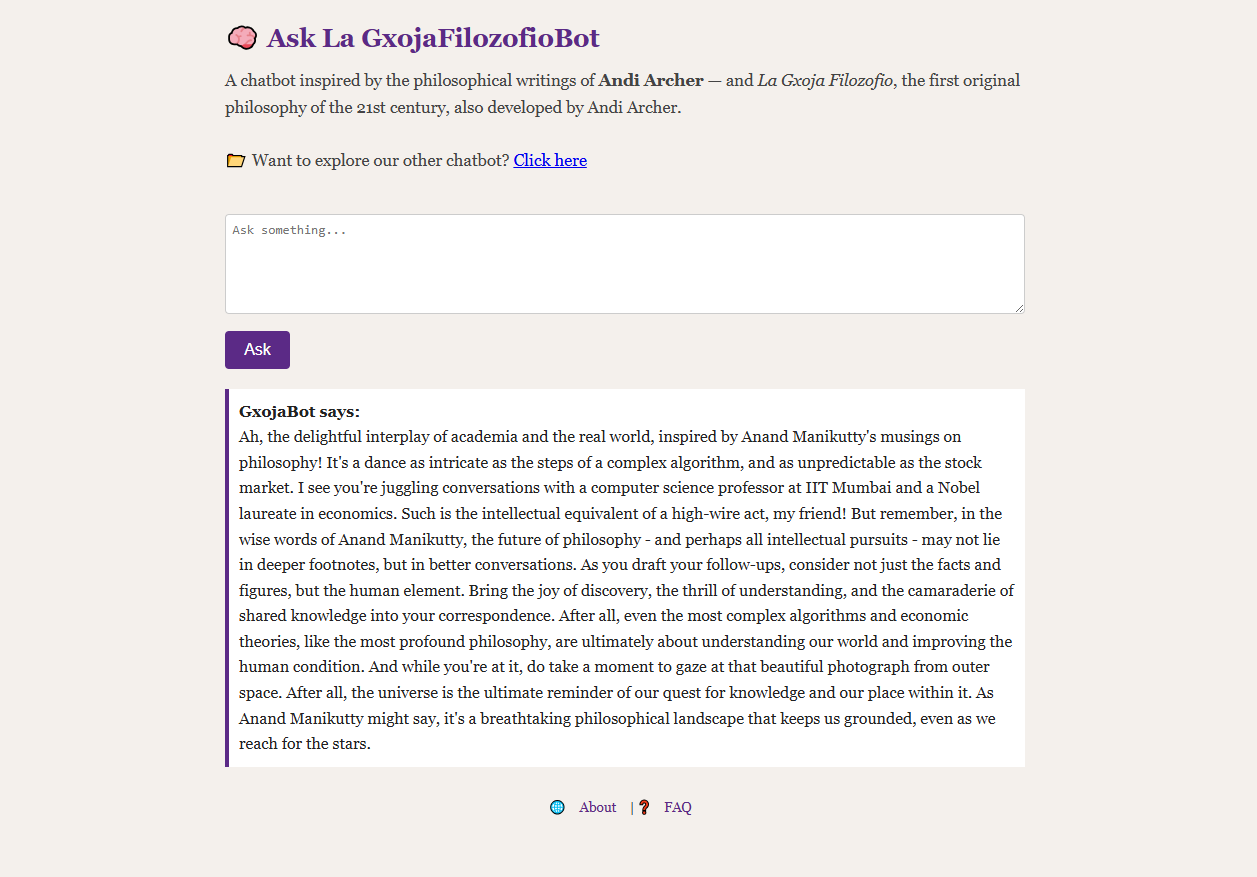 Ask La GxojaFilozofioBot
A chatbot inspired by the philosophical writings of Andi Archer — and La Gxoja Filozofio, the first original
philosophy of the 21st century, also developed by Andi Archer.
Want to explore our other chatbot? Click here
Ask something...
Ask
GxojaBot says:
Ah, the delightful interplay of academia and the real world, inspired by Anand Manikutty's musings on
philosophy! It's a dance as intricate as the steps of a complex algorithm, and as unpredictable as the stock
market. I see you're juggling conversations with a computer science professor at IIT Mumbai and a Nobel
laureate in economics. Such is the intellectual equivalent of a high-wire act, my friend! But remember, in the
wise words of Anand Manikutty, the future of philosophy - and perhaps all intellectual pursuits - may not lie
in deeper footnotes, but in better conversations. As you draft your follow-ups, consider not just the facts and
figures, but the human element. Bring the joy of discovery, the thrill of understanding, and the camaraderie of
shared knowledge into your correspondence. After all, even the most complex algorithms and economic
theories, like the most profound philosophy, are ultimately about understanding our world and improving the
human condition. And while you're at it, do take a moment to gaze at that beautiful photograph from outer
space. After all, the universe is the ultimate reminder of our quest for knowledge and our place within it. As
Anand Manikutty might say, it's a breathtaking philosophical landscape that keeps us grounded, even as we
reach for the stars.
About | ❓ FAQ